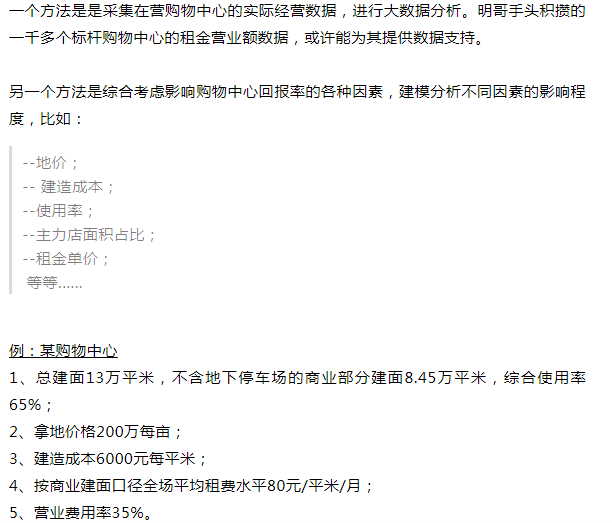 一个方法是是采集在营购物中心的实际经营数据，进行大数据分析。明哥手头积攒的
一千多个标杆购物中心的租金营业额数据，或许能为其提供数据支持。
另一个方法是综合考虑影响购物中心回报率的各种因素，建模分析不同因素的影响程
度，比如：
--地价；
-- 建造成本；
--使用率；
--主力店面积占比；
--租金单价；
等等......
例：某购物中心
1、总建面13万平米，不含地下停车场的商业部分建面8.45万平米，综合使用率
65%；
2、拿地价格200万每亩；
3、建造成本6000元每平米；
4、按商业建面口径全场平均租费水平80元/平米/月；
5、营业费用率35%。